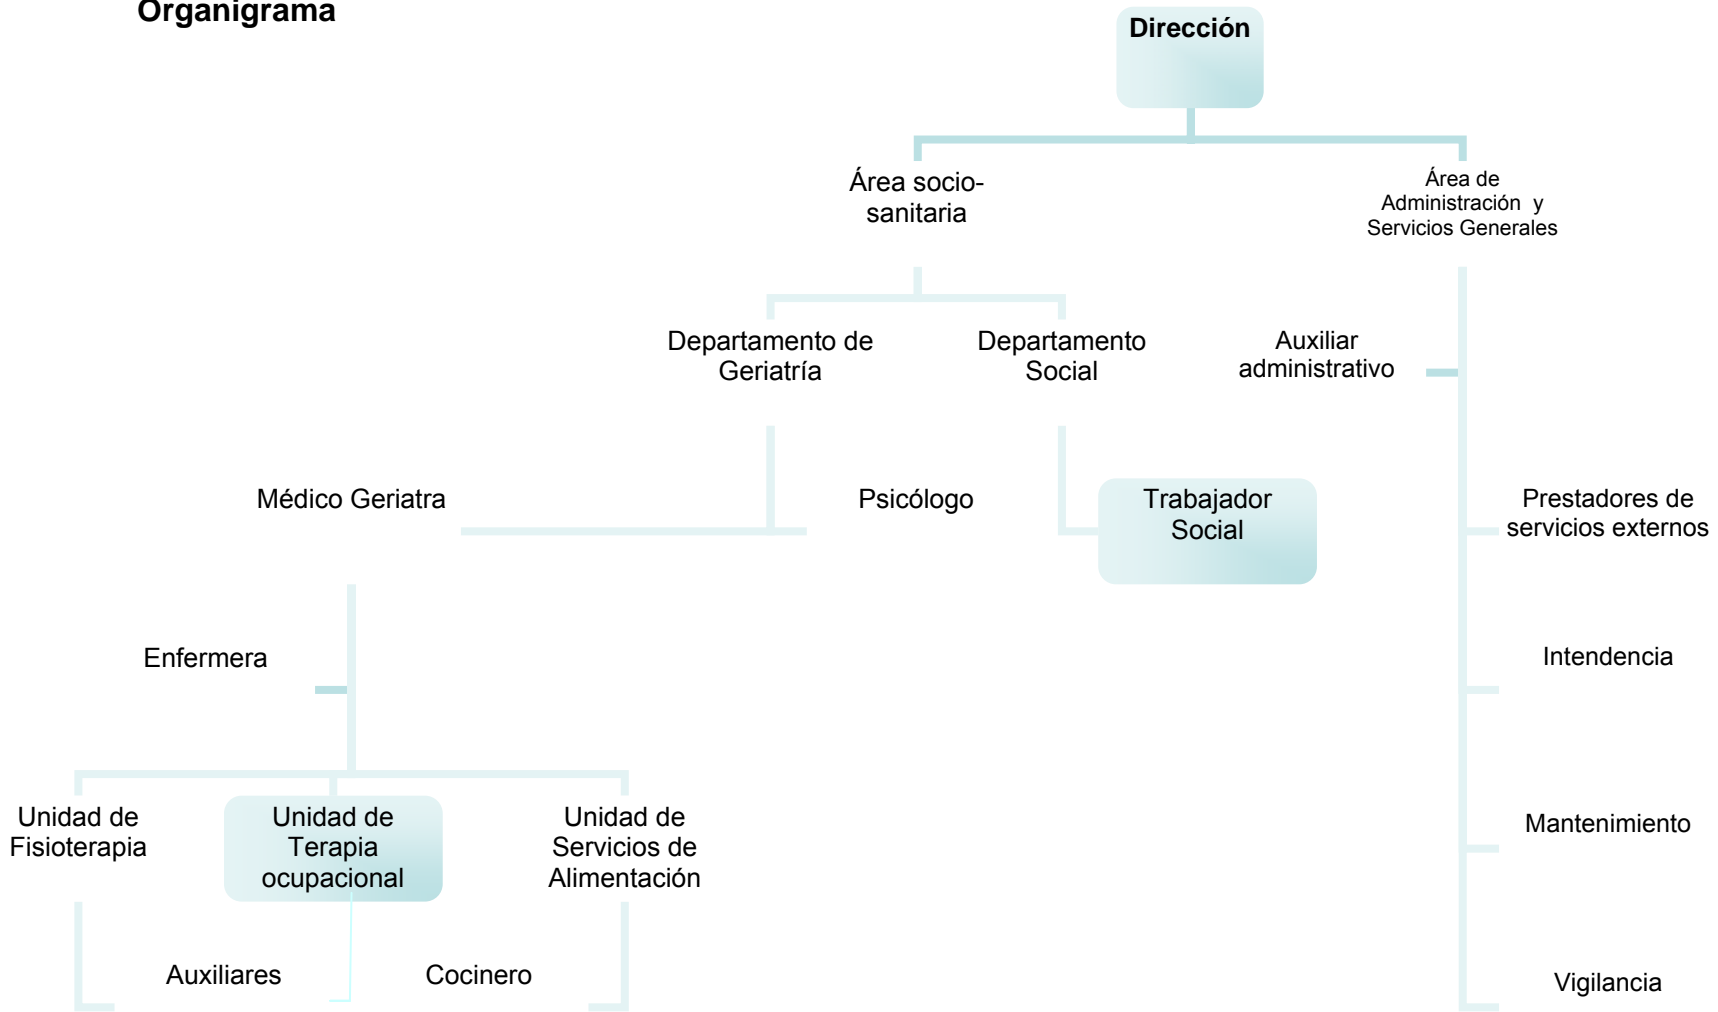 Organigrama
Dirección
Área socio-
sanitaria
Área de
Administración y
Servicios Generales
Departamento de
Geriatría
Departamento
Social
Auxiliar
administrativo
Médico Geriatra
Psicólogo
Trabajador
Social
Prestadores de
servicios externos
Enfermera
Intendencia
Unidad de
Fisioterapia
Unidad de
Terapia
ocupacional
Unidad de
Servicios de
Alimentación
Mantenimiento
Auxiliares
Cocinero
Vigilancia